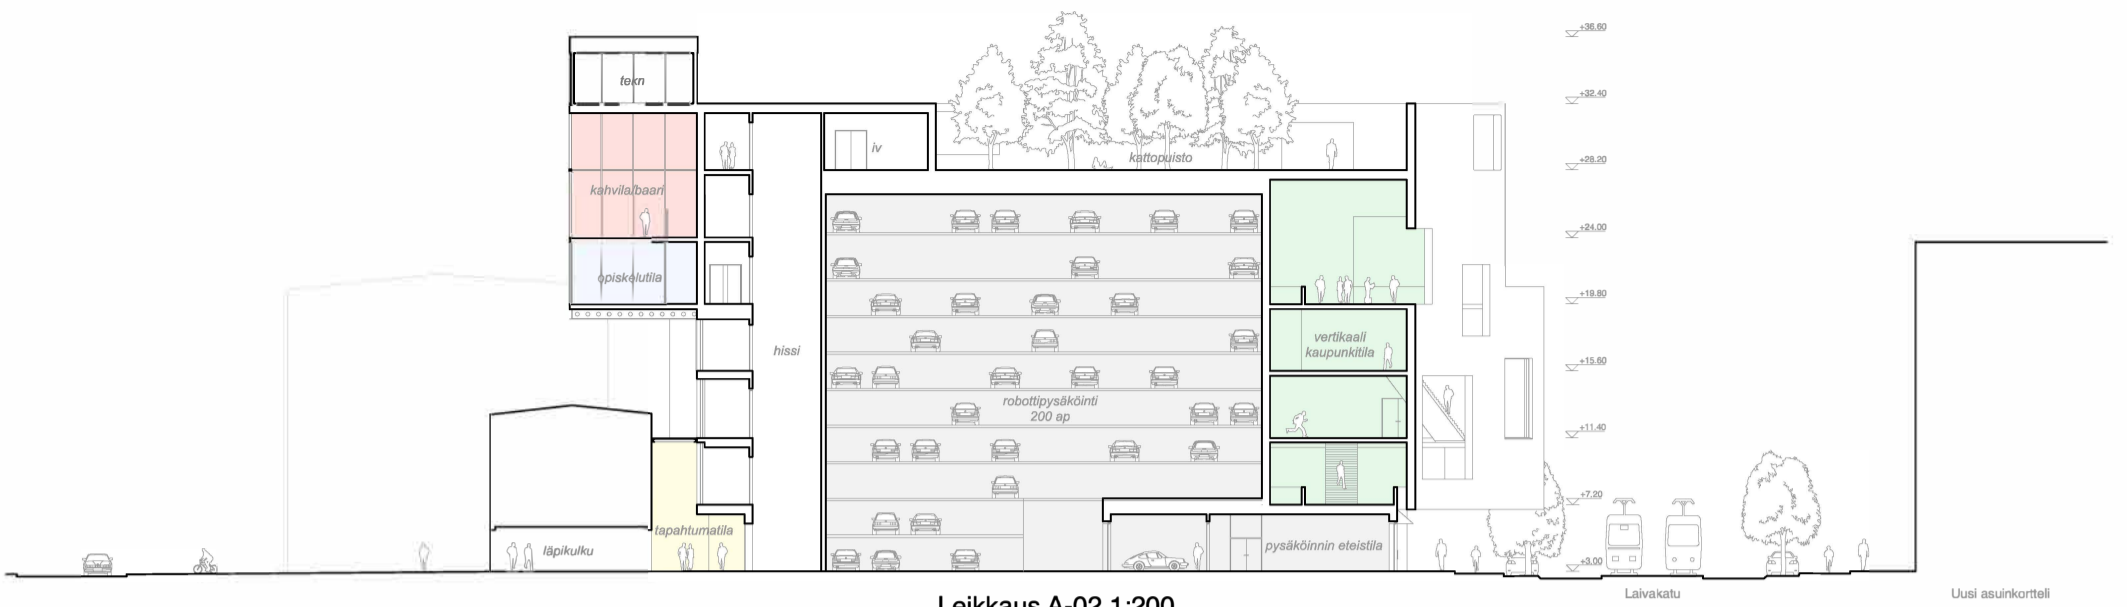 +36.60
tekn
+32.40
iv
kattopuisto
+28.20
kahvila/baari
+24.00
opiskelutila
+19.80
vertikaali
kaupunkitila
hissi
+15.60
robottipysäköinti
200 ap
+11.40
+7.20
tapahtumatila
läpikulku
pysäköinnin eteistila
+3.00
Laivakatu
Uusi asuinkortteli
Leikkaus A-02 1:200